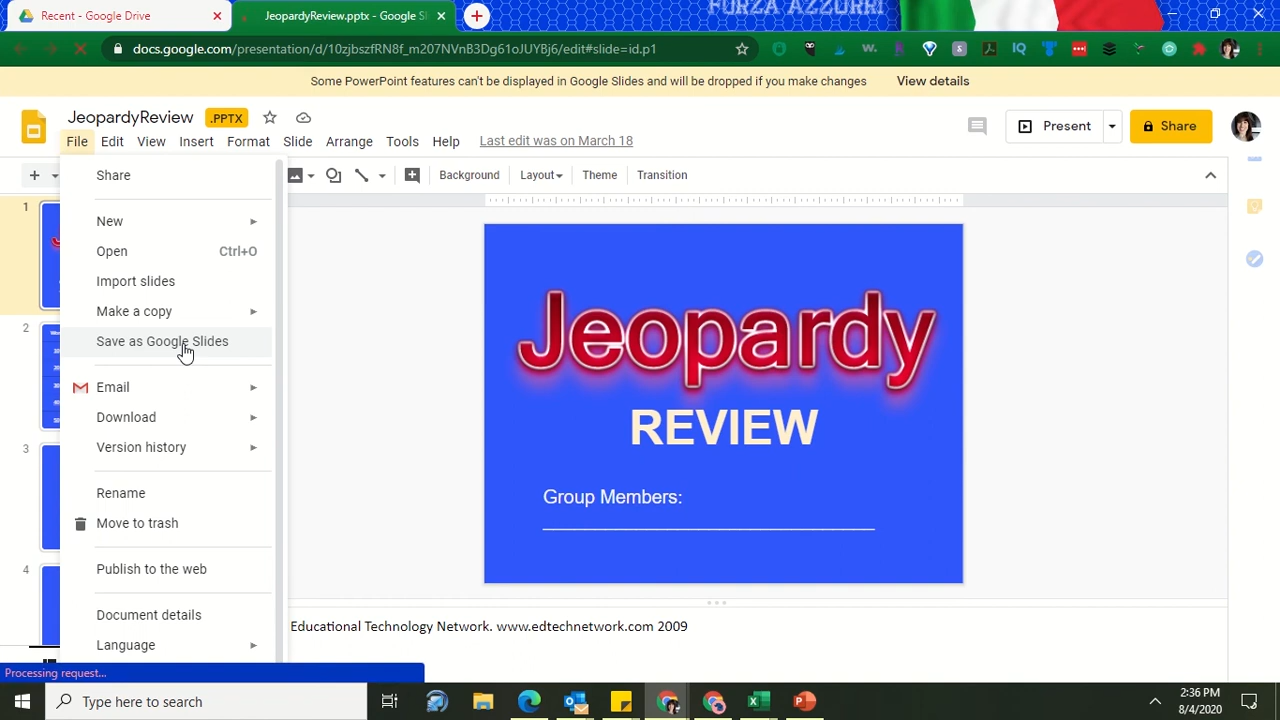 FORZA AZZURRI
Recent - Google Drive
JeopardyReview.pptx - Google Sl
docs.google.com/presentation/d/10zjbszfRN8f_m207NVnB3Dg61oJUYBj6/edit#slide=id.p1
Some PowerPoint features can't be displayed in Google Slides and will be dropped if you make changes
View details
JeopardyReview
.PPTX
Present
Share
File Edit View Insert Format Slide Arrange Tools Help
Last edit was on March 18
Background Layout Theme Transition
Share
New
Open Ctrl+O
Import slides
Make a copy
Save as Google Slides
Email
Download
Version history
Rename
Move to trash
Publish to the web
Document details
Language
1
2
3
4
Jeopardy
REVIEW
Group Members:
Educational Technology Network. www.edtechnetwork.com 2009
Processing request...
Type here to search
2:36 PM
8/4/2020